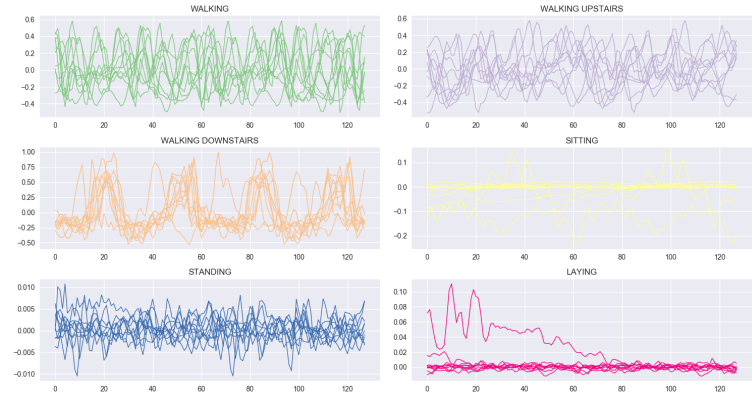 WALKING
0.6
0.4
0.2
0.0
−0.2
−0.4
0 20 40 60 80 100 120
WALKING UPSTAIRS
0.6
0.4
0.2
0.0
−0.2
−0.4
0 20 40 60 80 100 120
WALKING DOWNSTAIRS
1.00
0.75
0.50
0.25
0.00
−0.25
−0.50
0 20 40 60 80 100 120
SITTING
0.1
0.0
−0.1
−0.2
0 20 40 60 80 100 120
STANDING
0.010
0.005
0.000
−0.005
−0.010
0 20 40 60 80 100 120
LAYING
0.10
0.08
0.06
0.04
0.02
0.00
0 20 40 60 80 100 120